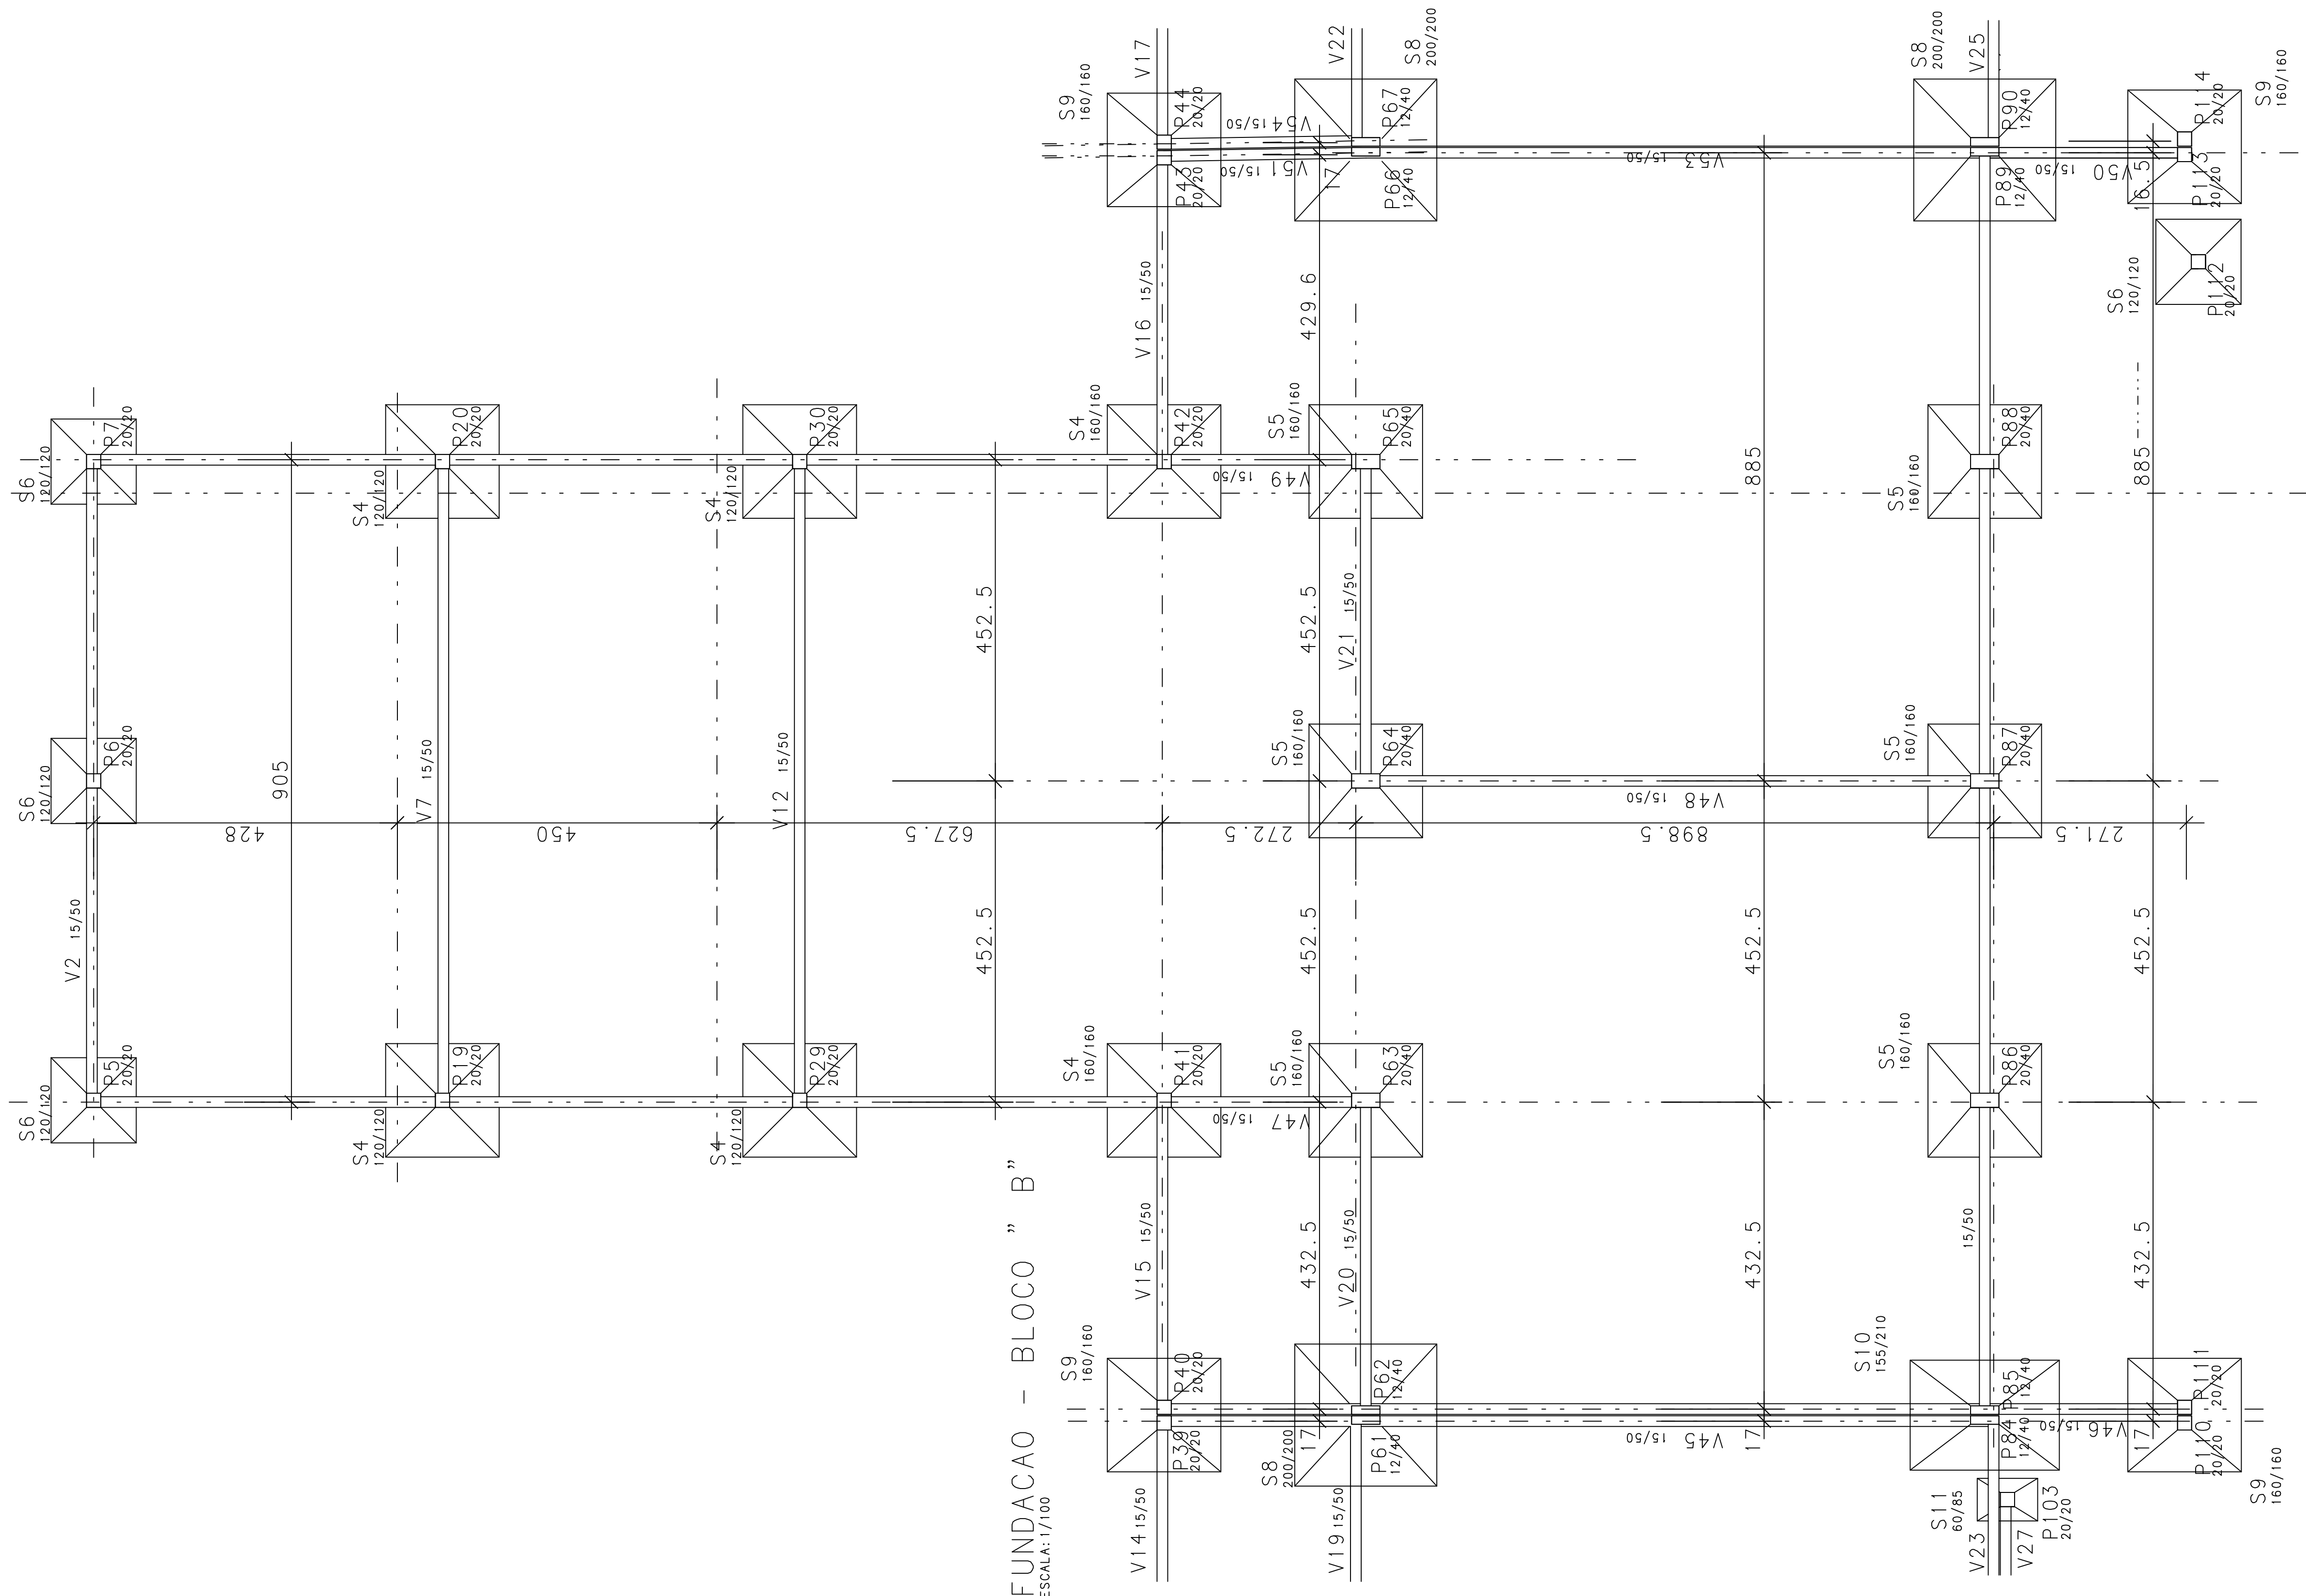 FUNDACAO - BLOCO " B"
ESCALA: 1/100
S6
120/120
P7
20/20
S6
120/120
P6
20/20
S6
120/120
P5
20/20
V2 15/50
905
428
S4
120/120
P20
20/20
S4
120/120
P19
20/20
V7 15/50
450
S4
120/120
P30
20/20
S4
120/120
P29
20/20
V12 15/50
627.5
452.5
452.5
S9
160/160
P44
20/20
P43
20/20
V17
V16 15/50
S4
160/160
P42
20/20
S4
160/160
P41
20/20
V15 15/50
S9
160/160
P40
20/20
P39
20/20
V14 15/50
V54 15/50
V51 15/50
17
429.6
V49 15/50
452.5
272.5
452.5
V47 15/50
432.5
17
V22
S8
200/200
P67
12/40
P66
12/40
S5
160/160
P65
20/40
V21 15/50
S5
160/160
P64
20/40
S5
160/160
P63
20/40
V20 15/50
P62
12/40
P61
12/40
S8
200/200
V19 15/50
V53 15/50
885
V48 15/50
898.5
452.5
432.5
V45 15/50
17
S8
200/200
V25
P90
12/40
P89
12/40
S5
160/160
P88
20/40
S5
160/160
P87
20/40
S5
160/160
P86
20/40
15/50
S10
155/210
P85
12/40
P84
12/40
S11
60/85
P103
20/20
V23
V27
V50 15/50
16.5
885
271.5
452.5
432.5
V46 15/50
17
S9
160/160
P114
20/20
P113
20/20
S6
120/120
P112
20/20
P111
20/20
P110
20/20
S9
160/160